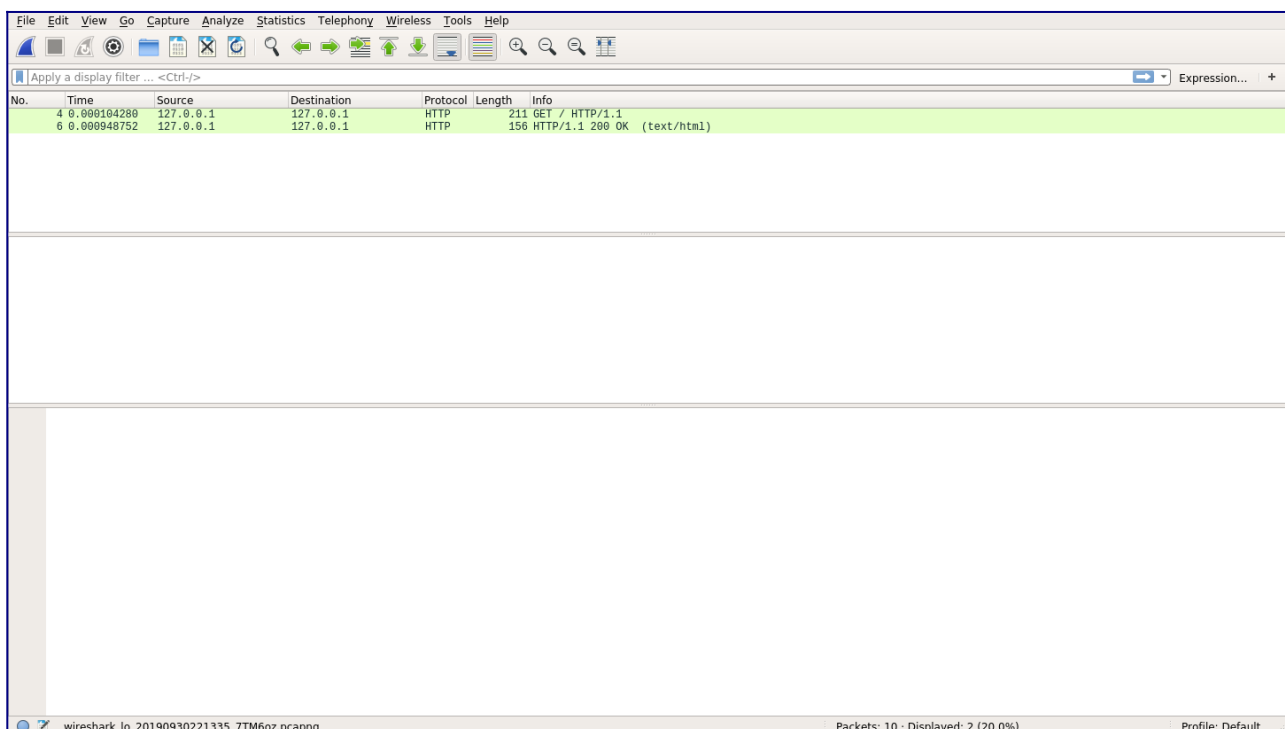 File Edit View Go Capture Analyze Statistics Telephony Wireless Tools Help
Apply a display filter ... <Ctrl-/> Expression... +
No. Time Source Destination Protocol Length Info
4 0.000104280 127.0.0.1 127.0.0.1 HTTP 211 GET / HTTP/1.1
6 0.000948752 127.0.0.1 127.0.0.1 HTTP 156 HTTP/1.1 200 OK (text/html)
wireshark_lo_20190930221335_7TM6oz.pcapng Packets: 10 · Displayed: 2 (20.0%) Profile: Default